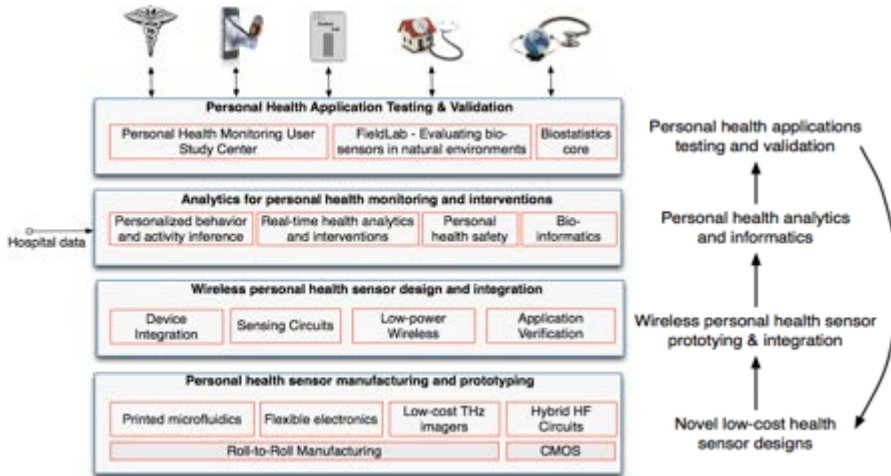 Personal Health Application Testing & Validation
Personal Health Monitoring User
Study Center
FieldLab - Evaluating bio-
sensors in natural environments
Biostatistics
core
Analytics for personal health monitoring and interventions
Personalized behavior
and activity inference
Real-time health analytics
and interventions
Personal
health safety
Bio-
informatics
Hospital data
Wireless personal health sensor design and integration
Device
Integration
Sensing Circuits
Low-power
Wireless
Application
Verification
Personal health sensor manufacturing and prototyping
Printed microfluidics
Flexible electronics
Low-cost THz
imagers
Hybrid HF
Circuits
Roll-to-Roll Manufacturing
CMOS
Personal health applications
testing and validation
Personal health analytics
and informatics
Wireless personal health sensor
prototying & integration
Novel low-cost health
sensor designs